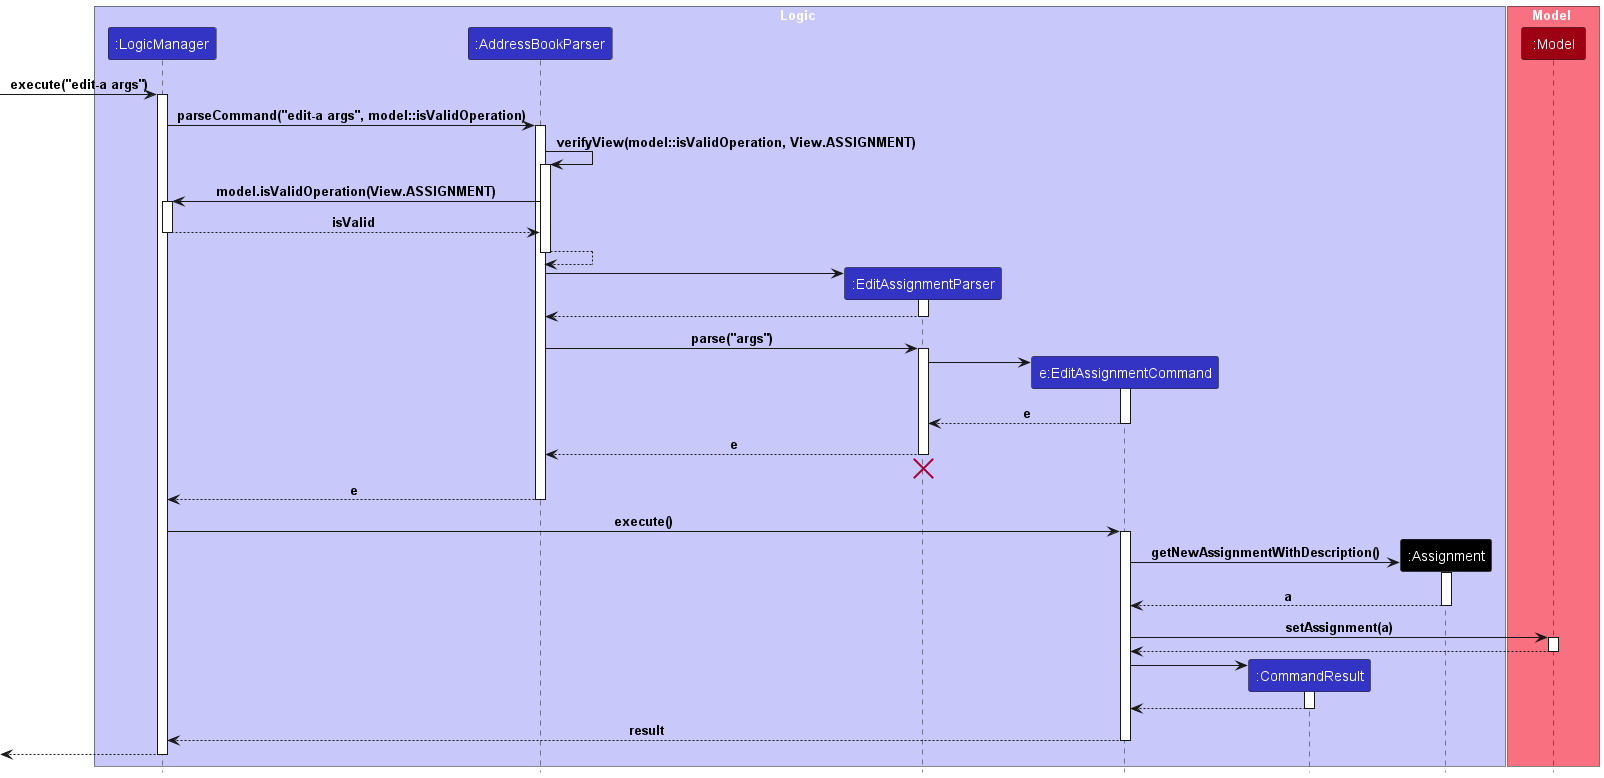 Logic
Model
:LogicManager
:AddressBookParser
:Model
execute("edit-a args")
parseCommand("edit-a args", model::isValidOperation)
verifyView(model::isValidOperation, View.ASSIGNMENT)
model.isValidOperation(View.ASSIGNMENT)
isValid
:EditAssignmentParser
parse("args")
e:EditAssignmentCommand
e
e
e
execute()
getNewAssignmentWithDescription()
:Assignment
a
setAssignment(a)
:CommandResult
result